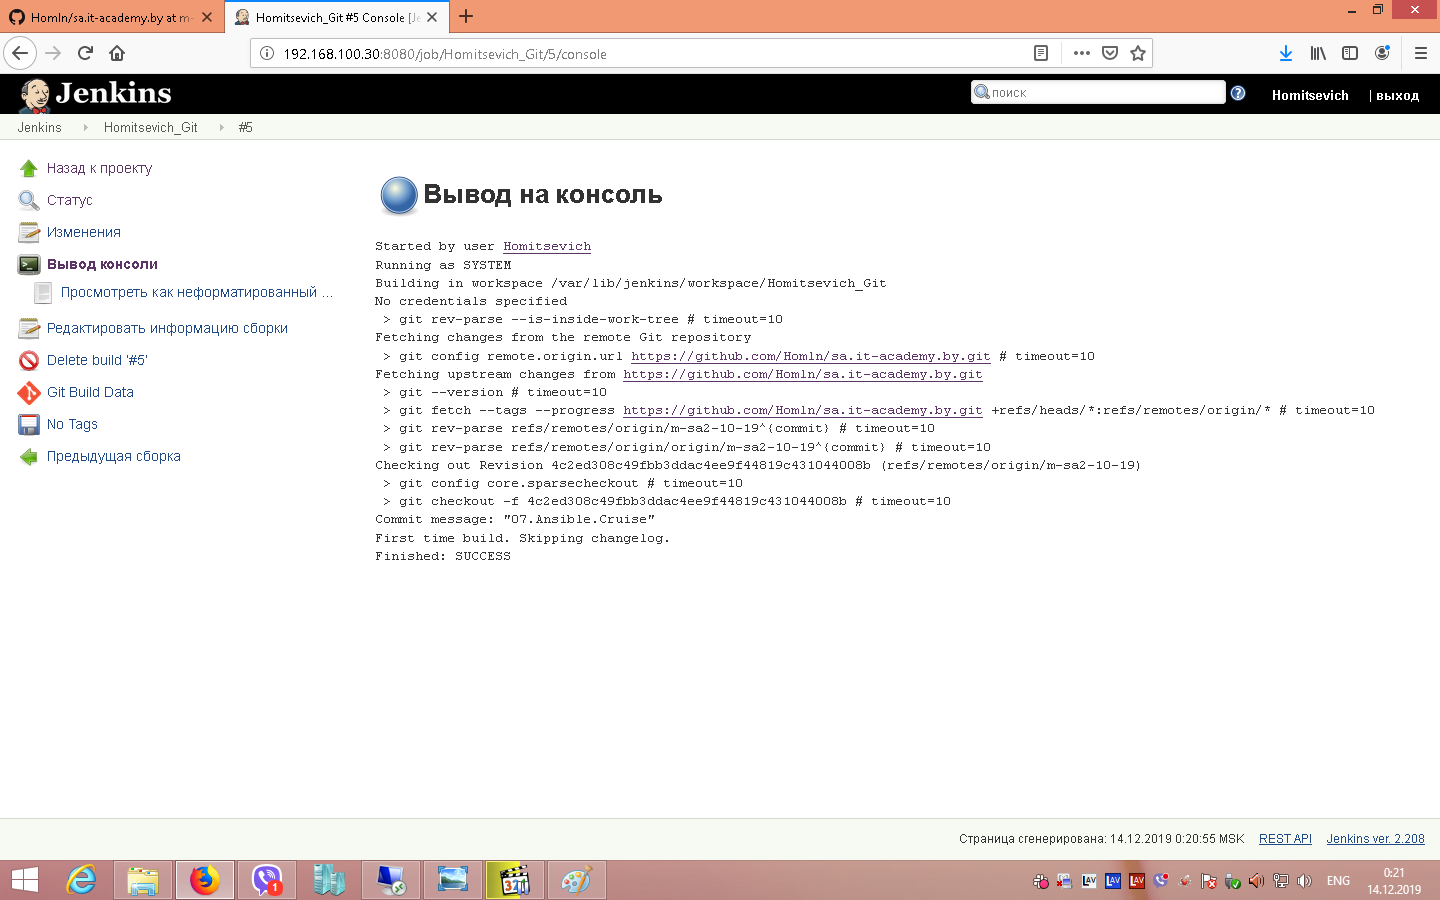 Homln/sa.it-academy.by at m-
Homitsevich_Git #5 Console [Je
192.168.100.30:8080/job/Homitsevich_Git/5/console
Jenkins
поиск
Homitsevich
| выход
Jenkins
Homitsevich_Git
#5
Назад к проекту
Статус
Изменения
Вывод консоли
Просмотреть как неформатированный ...
Редактировать информацию сборки
Delete build '#5'
Git Build Data
No Tags
Предыдущая сборка
Вывод на консоль
Started by user Homitsevich
Running as SYSTEM
Building in workspace /var/lib/jenkins/workspace/Homitsevich_Git
No credentials specified
> git rev-parse --is-inside-work-tree # timeout=10
Fetching changes from the remote Git repository
> git config remote.origin.url https://github.com/Homln/sa.it-academy.by.git # timeout=10
Fetching upstream changes from https://github.com/Homln/sa.it-academy.by.git
> git --version # timeout=10
> git fetch --tags --progress https://github.com/Homln/sa.it-academy.by.git +refs/heads/*:refs/remotes/origin/* # timeout=10
> git rev-parse refs/remotes/origin/m-sa2-10-19^{commit} # timeout=10
> git rev-parse refs/remotes/origin/origin/m-sa2-10-19^{commit} # timeout=10
Checking out Revision 4c2ed308c49fbb3ddac4ee9f44819c431044008b (refs/remotes/origin/m-sa2-10-19)
> git config core.sparsecheckout # timeout=10
> git checkout -f 4c2ed308c49fbb3ddac4ee9f44819c431044008b # timeout=10
Commit message: "07.Ansible.Cruise"
First time build. Skipping changelog.
Finished: SUCCESS
Страница сгенерирована: 14.12.2019 0:20:55 MSK
REST API
Jenkins ver. 2.208
1
321
LAV
LAV
LAV
ENG
0:21
14.12.2019